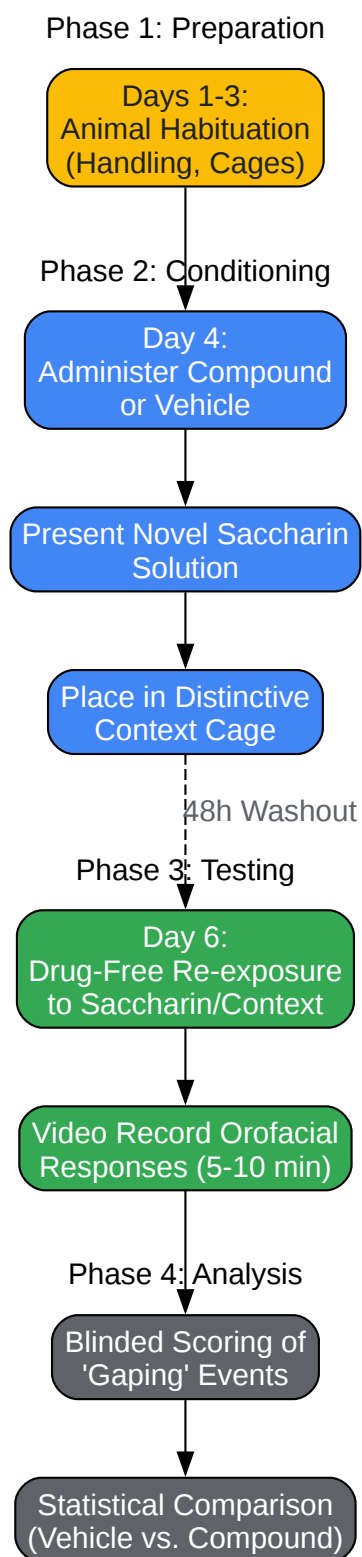 Phase 1: Preparation
Days 1-3:
Animal Habituation
(Handling, Cages)
Phase 2: Conditioning
Day 4:
Administer Compound
or Vehicle
Present Novel Saccharin
Solution
Place in Distinctive
Context Cage
48h Washout
Phase 3: Testing
Day 6:
Drug-Free Re-exposure
to Saccharin/Context
Video Record Orofacial
Responses (5-10 min)
Phase 4: Analysis
Blinded Scoring of
'Gaping' Events
Statistical Comparison
(Vehicle vs. Compound)